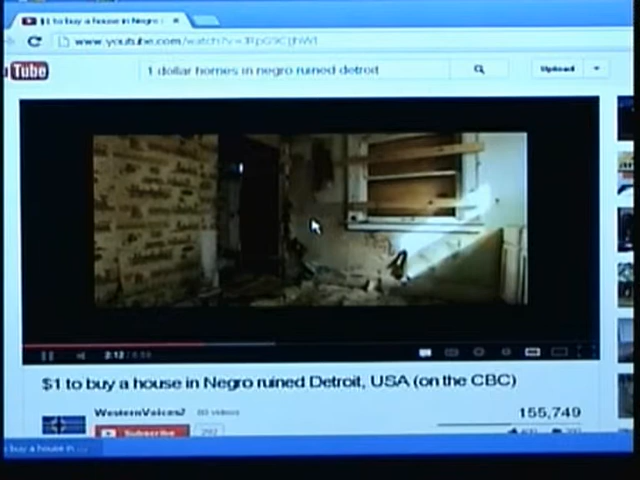 $1 to buy a house in Negro
www.youtube.com/watch?v=
Tube
1 dollar homes in negro ruined detroit
Upload
2:12
$1 to buy a house in Negro ruined Detroit, USA (on the CBC)
WesternVoices2
videos
155,749
Subscribe
292
buy a house in ...